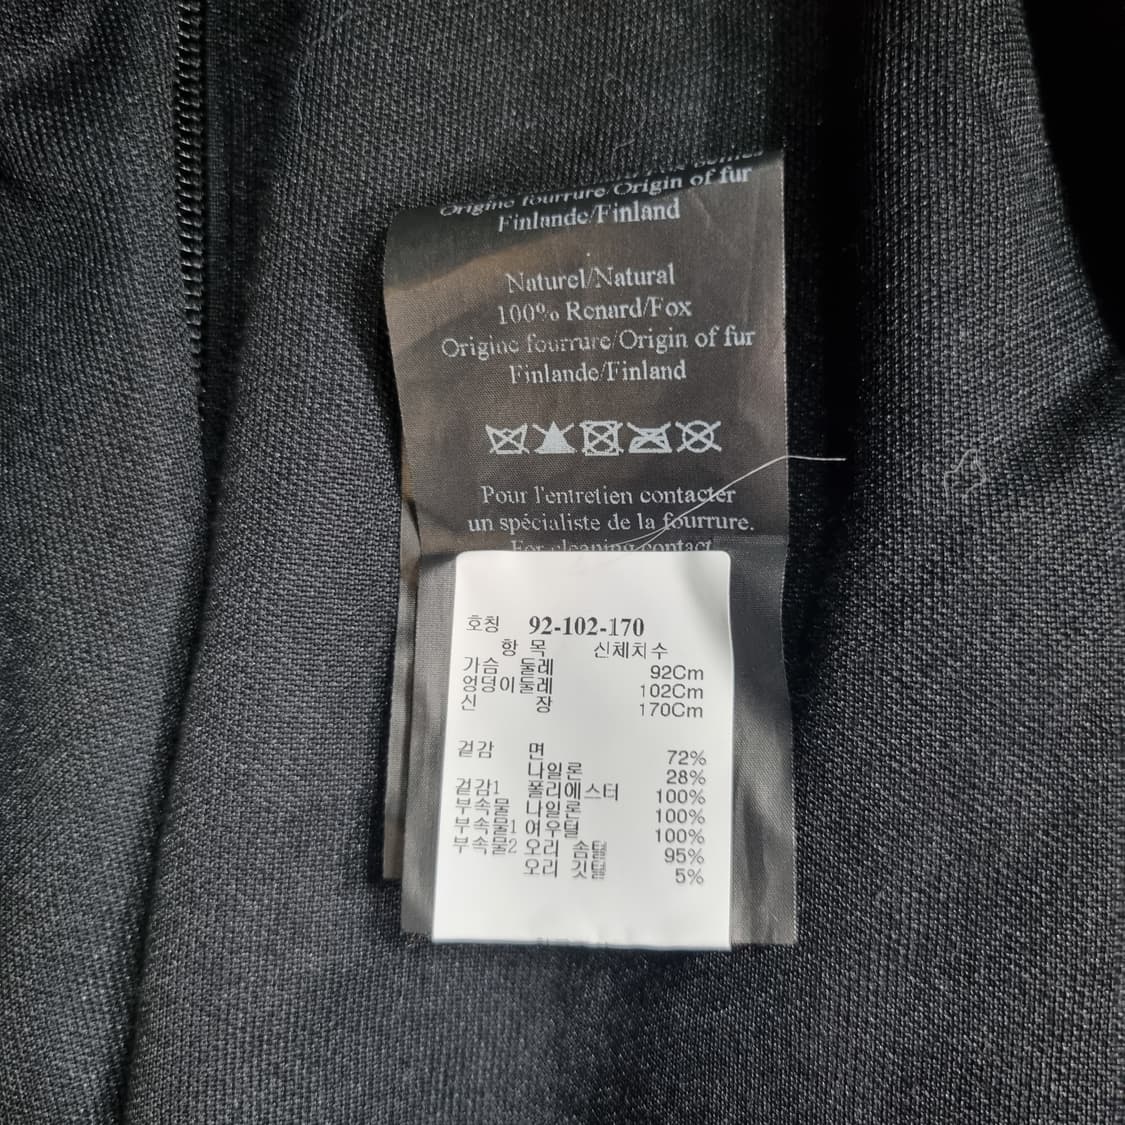 Origine fourrure/Origin of fur
Finlande/Finland
Naturel/Natural
100% Renard/Fox
Origine fourrure/Origin of fur
Finlande/Finland
Pour l'entretien contacter
un spécialiste de la fourrure.
For cleaning contact
호칭 92-102-170
항 목 신체치수
가슴 둘레 92Cm
엉덩이둘레 102Cm
신 장 170Cm
겉감 면 72%
나일론 28%
겉감1 폴리에스터 100%
부속물 나일론 100%
부속물1 여우털 100%
부속물2 오리 솜털 95%
오리 깃털 5%